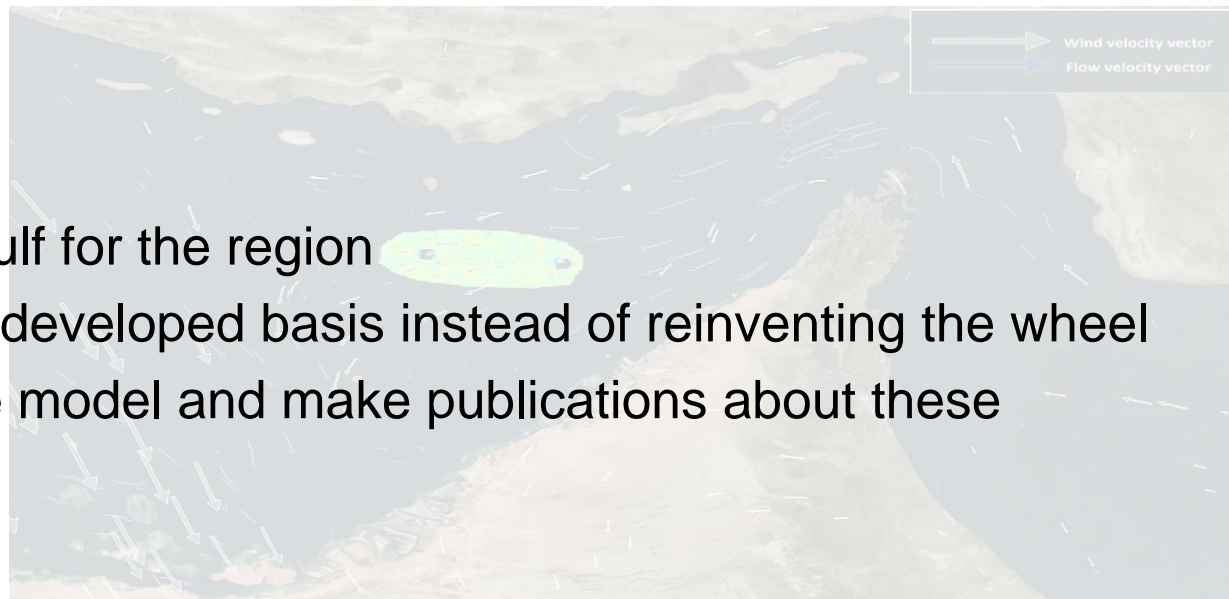 Wind velocity vector
Flow velocity vector
ulf for the region
developed basis instead of reinventing the wheel
model and make publications about these